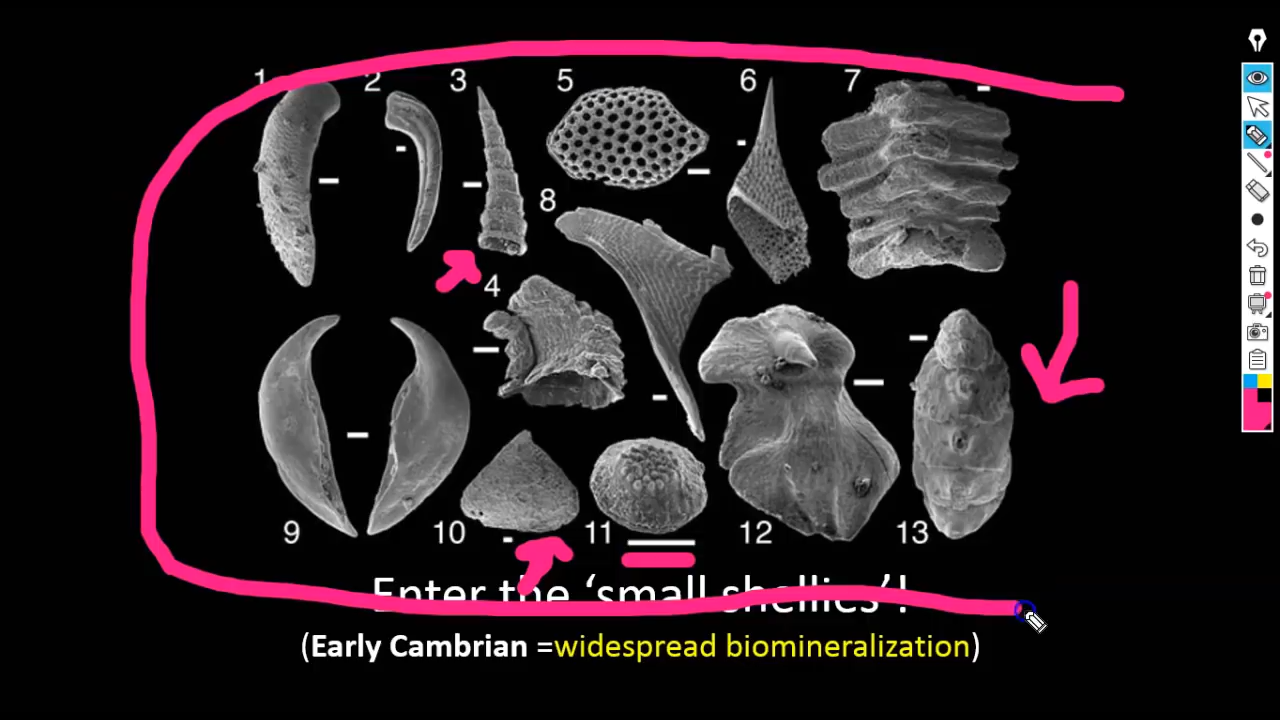 1 2 3 5 6 7
8
4
9 10 11 12 13
Enter the ‘small shellies’!
(Early Cambrian =widespread biomineralization)